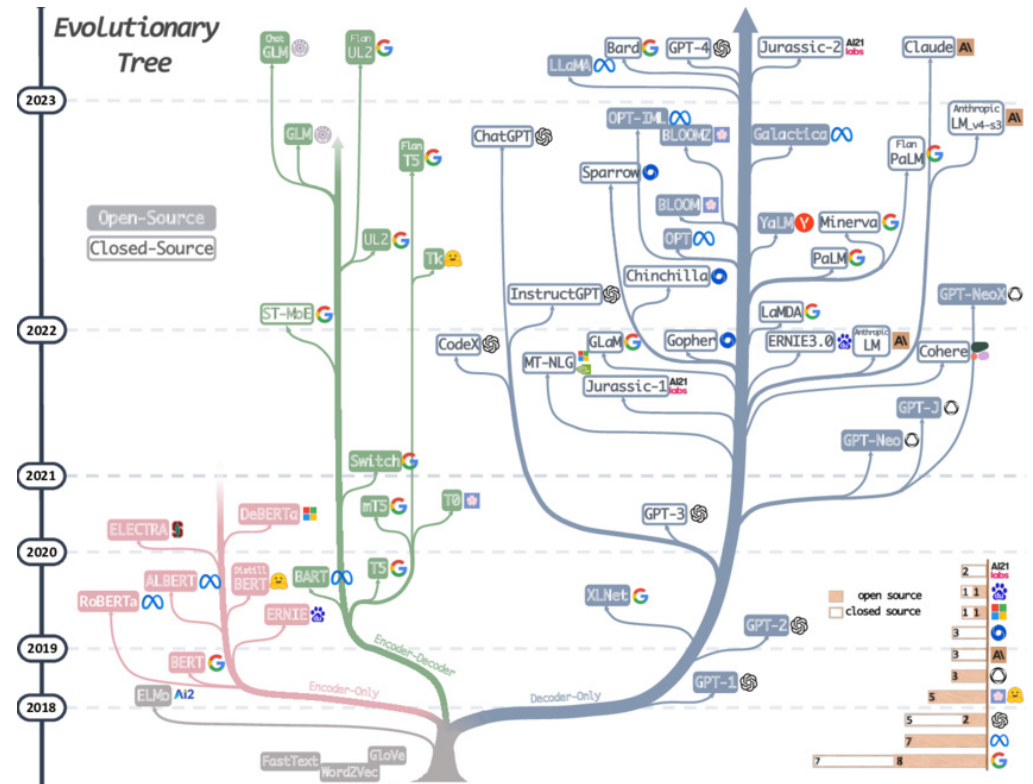 Evolutionary
Tree
2023
2022
2021
2020
2019
2018
Open-Source
Closed-Source
Chat
GLM
Flan
UL2
GLM
Flan
T5
UL2
Tk
ST-MoE
Switch
mT5
T0
BART
T5
Encoder-Decoder
DeBERTa
ELECTRA
ALBERT
Distill
BERT
RoBERTa
ERNIE
BERT
ELMo
Ai2
Encoder-Only
FastText
Word2Vec
GloVe
Bard
GPT-4
Jurassic-2
AI21
labs
Claude
A\
LLaMA
OPT-IML
BLOOMZ
Galactica
Anthropic
LM_v4-s3
A\
ChatGPT
Flan
PaLM
Sparrow
BLOOM
YaLM
Y
Minerva
OPT
PaLM
Chinchilla
InstructGPT
GPT-NeoX
LaMDA
CodeX
GLaM
Gopher
ERNIE3.0
Anthropic
LM
A\
Cohere
MT-NLG
Jurassic-1
AI21
labs
GPT-J
GPT-Neo
GPT-3
XLNet
GPT-2
GPT-1
Decoder-Only
open source
closed source
2
AI21
labs
1 1
1 1
3
3
A\
3
5
5 2
7
7 8